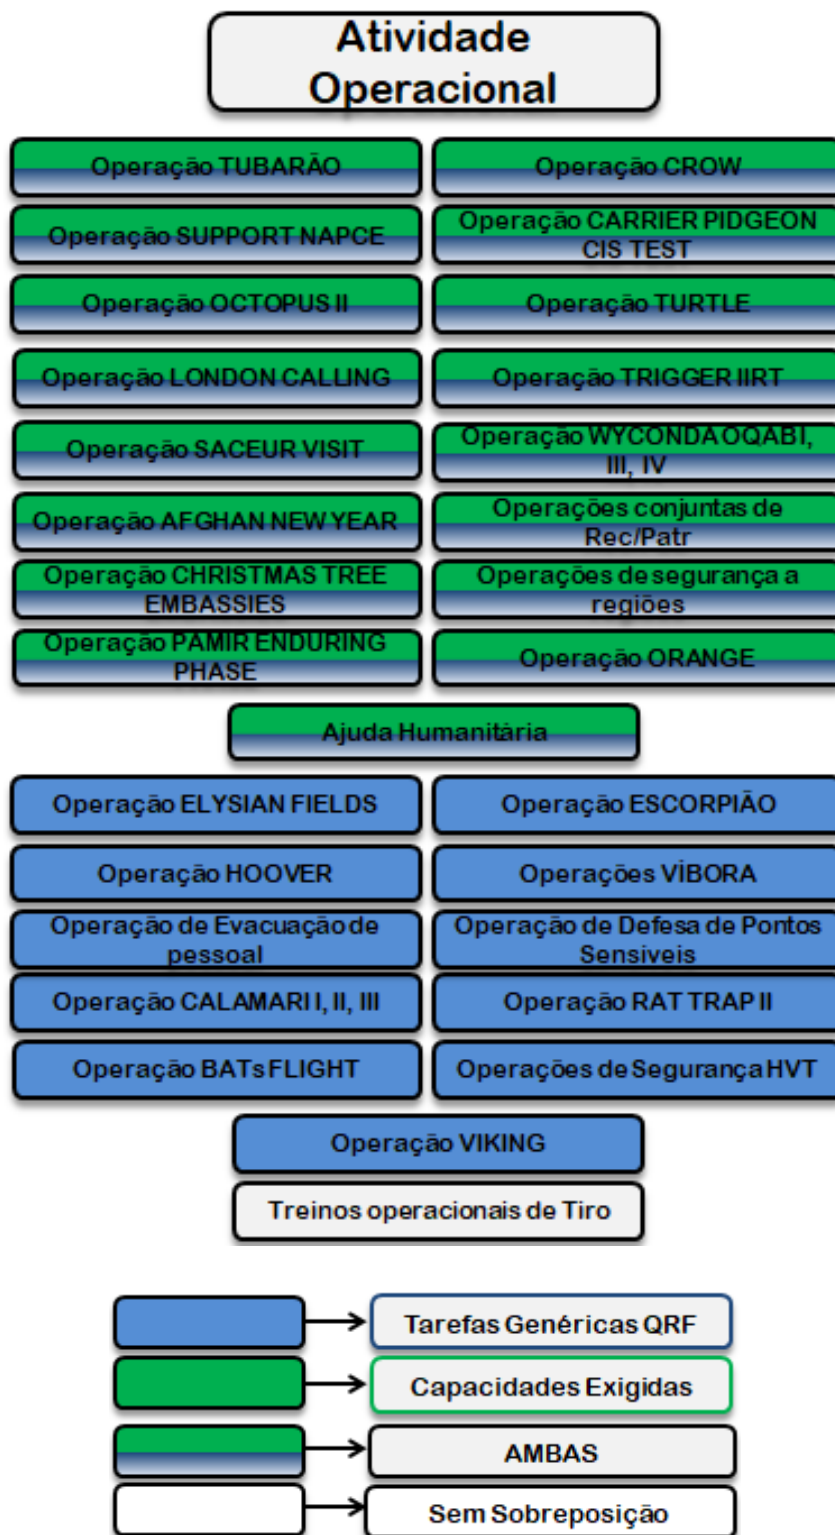 Atividade
Operacional
Operação TUBARÃO
Operação CROW
Operação SUPPORT NAPCE
Operação CARRIER PIDGEON
CIS TEST
Operação OCTOPUS II
Operação TURTLE
Operação LONDON CALLING
Operação TRIGGER IIRT
Operação SACEUR VISIT
Operação WYCONDA OQAB I,
III, IV
Operação AFGHAN NEW YEAR
Operações conjuntas de
Rec/Patr
Operação CHRISTMAS TREE
EMBASSIES
Operações de segurança a
regiões
Operação PAMIR ENDURING
PHASE
Operação ORANGE
Ajuda Humanitária
Operação ELYSIAN FIELDS
Operação ESCORPIÃO
Operação HOOVER
Operações VÍBORA
Operação de Evacuação de
pessoal
Operação de Defesa de Pontos
Sensiveis
Operação CALAMARI I, II, III
Operação RAT TRAP II
Operação BATs FLIGHT
Operações de Segurança HVT
Operação VIKING
Treinos operacionais de Tiro
Tarefas Genéricas QRF
Capacidades Exigidas
AMBAS
Sem Sobreposição